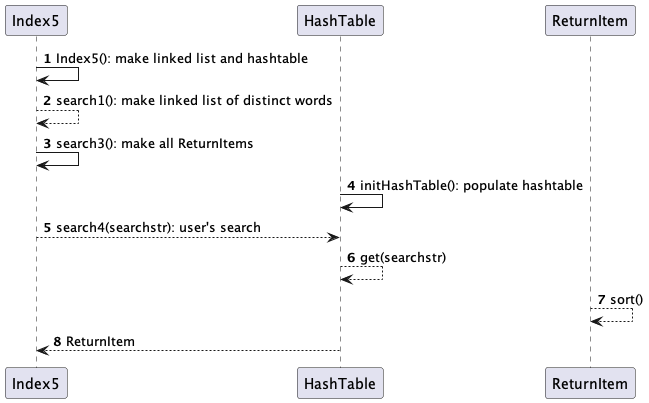 Index5 HashTable ReturnItem
1 Index5(): make linked list and hashtable
2 search1(): make linked list of distinct words
3 search3(): make all ReturnItems
4 initHashTable(): populate hashtable
5 search4(searchstr): user's search
6 get(searchstr)
7 sort()
8 ReturnItem
Index5 HashTable ReturnItem